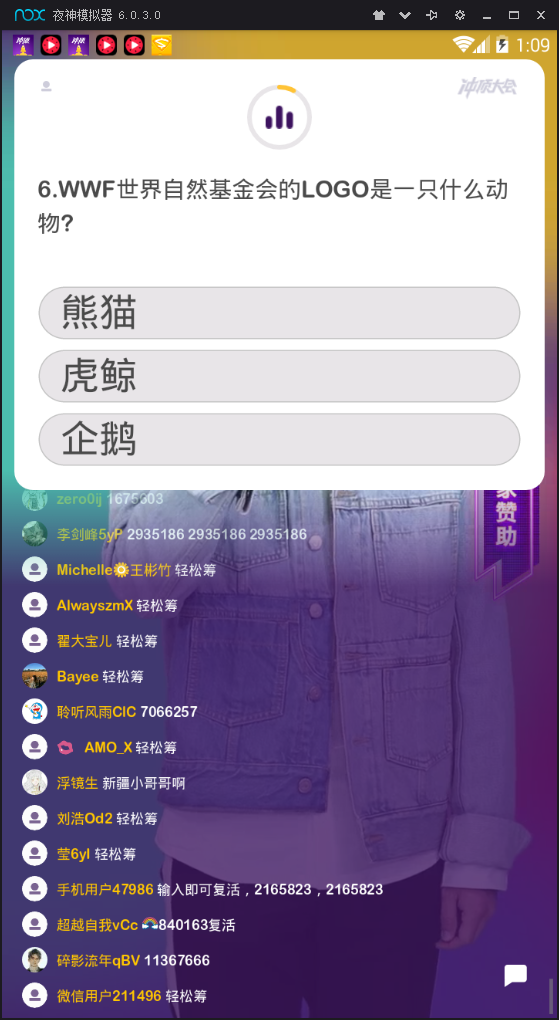 nox 夜神模拟器 6.0.3.0
1:09
冲顶大会
6.WWF世界自然基金会的LOGO是一只什么动
物?
熊猫
虎鲸
企鹅
家赞助
zero0ij 1675603
李剑峰5yP 2935186 2935186 2935186
Michelle🌼王彬竹 轻松筹
AlwayszmX 轻松筹
翟大宝儿 轻松筹
Bayee 轻松筹
聆听风雨CIC 7066257
💋 AMO_X 轻松筹
浮镜生 新疆小哥哥啊
刘浩Od2 轻松筹
莹6yI 轻松筹
手机用户47986 输入即可复活，2165823，2165823
超越自我vCc 🌈840163复活
碎影流年qBV 11367666
微信用户211496 轻松筹